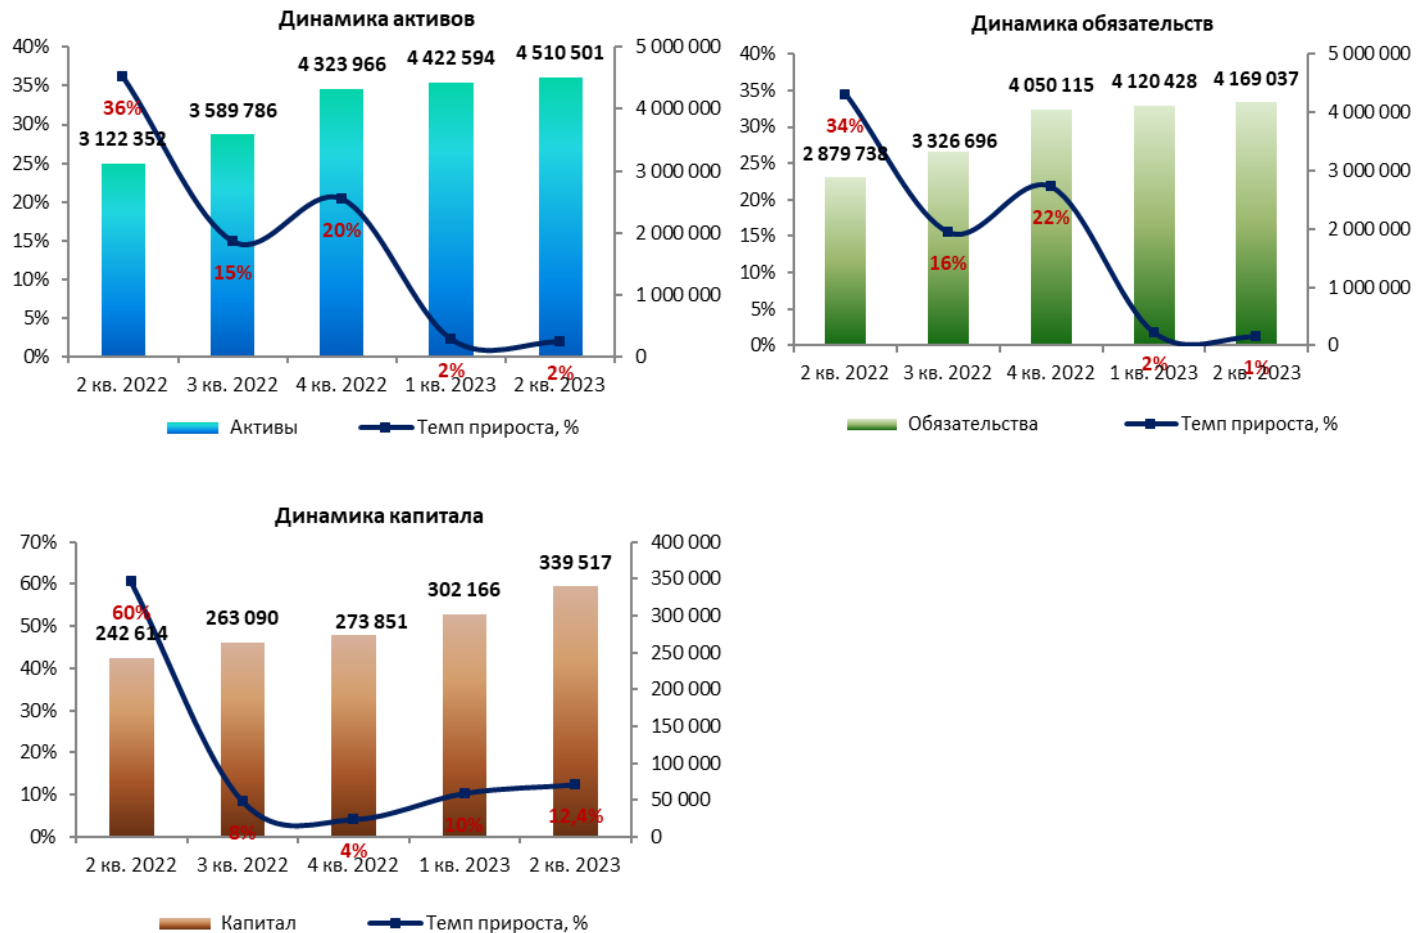 Динамика активов
40%
35%
30%
25%
20%
15%
10%
5%
0%
5 000 000
4 000 000
3 000 000
2 000 000
1 000 000
0
3 122 352
3 589 786
4 323 966
4 422 594
4 510 501
36%
15%
20%
2%
2%
2 кв. 2022
3 кв. 2022
4 кв. 2022
1 кв. 2023
2 кв. 2023
Активы
Темп прироста, %
Динамика обязательств
40%
35%
30%
25%
20%
15%
10%
5%
0%
5 000 000
4 000 000
3 000 000
2 000 000
1 000 000
0
2 879 738
3 326 696
4 050 115
4 120 428
4 169 037
34%
16%
22%
2%
1%
2 кв. 2022
3 кв. 2022
4 кв. 2022
1 кв. 2023
2 кв. 2023
Обязательства
Темп прироста, %
Динамика капитала
70%
60%
50%
40%
30%
20%
10%
0%
400 000
350 000
300 000
250 000
200 000
150 000
100 000
50 000
0
242 614
263 090
273 851
302 166
339 517
60%
8%
4%
10%
12,4%
2 кв. 2022
3 кв. 2022
4 кв. 2022
1 кв. 2023
2 кв. 2023
Капитал
Темп прироста, %